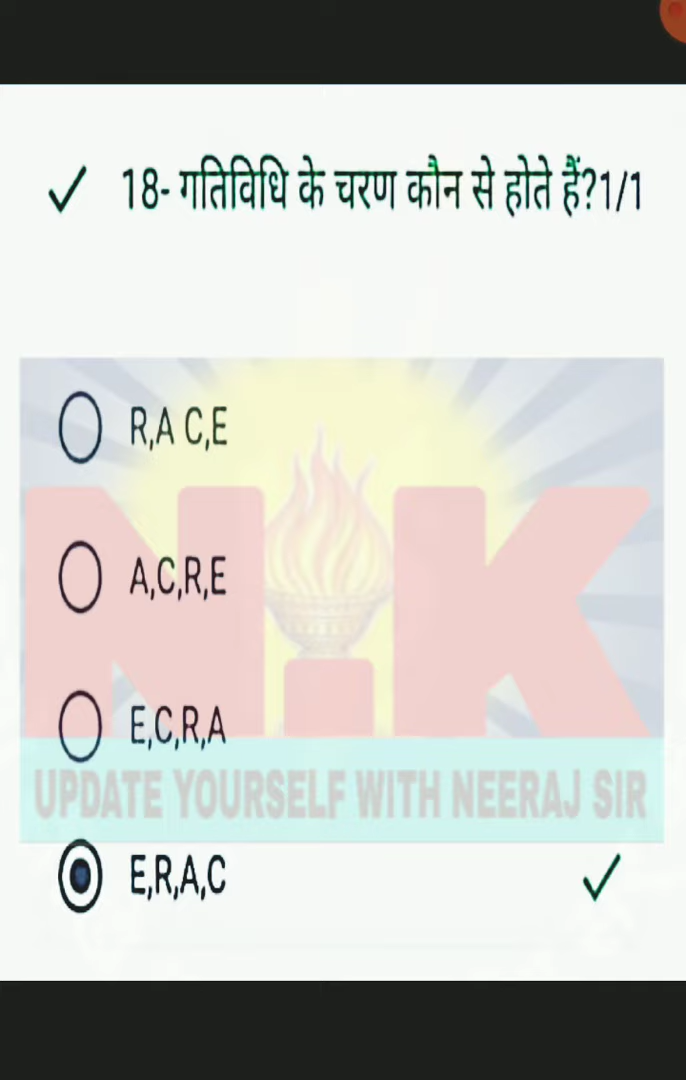 18- गतिविधि के चरण कौन से होते हैं?1/1
R,A C,E
A,C,R,E
E,C,R,A
E,R,A,C
N.K
UPDATE YOURSELF WITH NEERAJ SIR